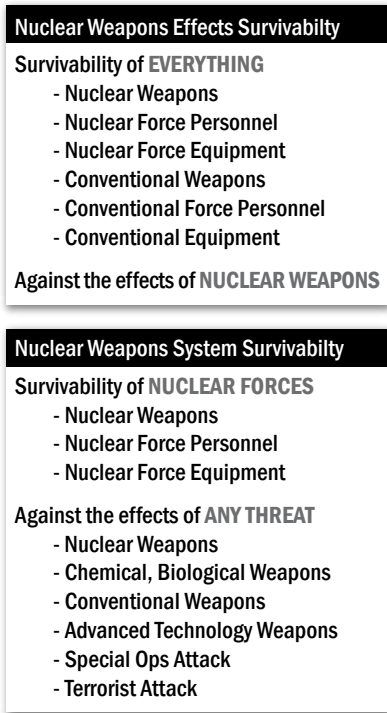 Nuclear Weapons Effects Survivabilty
Survivability of EVERYTHING
- Nuclear Weapons
- Nuclear Force Personnel
- Nuclear Force Equipment
- Conventional Weapons
- Conventional Force Personnel
- Conventional Equipment
Against the effects of NUCLEAR WEAPONS
Nuclear Weapons System Survivabilty
Survivability of NUCLEAR FORCES
- Nuclear Weapons
- Nuclear Force Personnel
- Nuclear Force Equipment
Against the effects of ANY THREAT
- Nuclear Weapons
- Chemical, Biological Weapons
- Conventional Weapons
- Advanced Technology Weapons
- Special Ops Attack
- Terrorist Attack